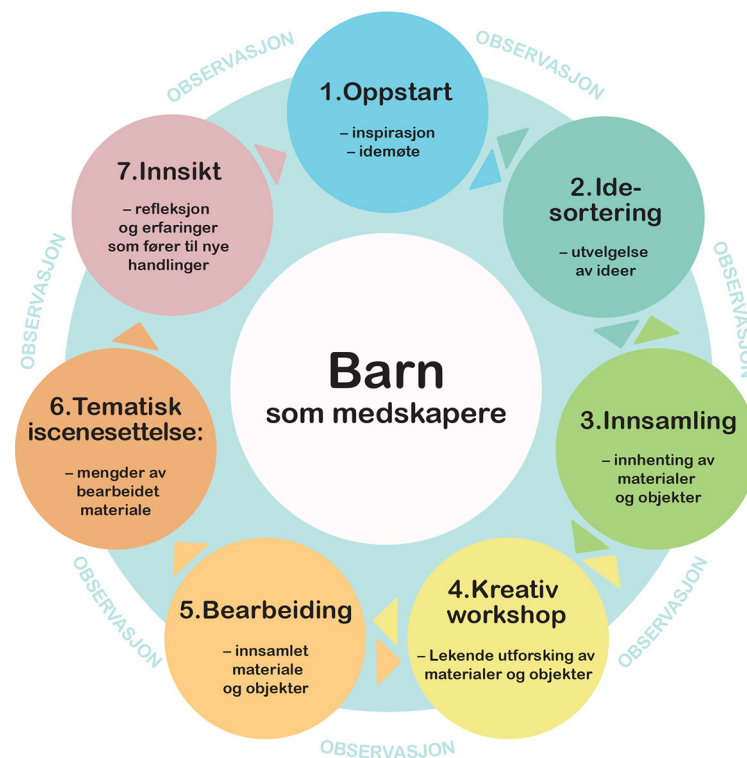 OBSERVASJON
OBSERVASJON
1.Oppstart
– inspirasjon
– idemøte
2.Ide-
sortering
– utvelgelse
av ideer
OBSERVASJON
3.Innsamling
– innhenting av
materialer
og objekter
OBSERVASJON
4.Kreativ
workshop
– Lekende utforsking av
materialer og objekter
OBSERVASJON
5.Bearbeiding
– innsamlet
materiale
og objekter
OBSERVASJON
6.Tematisk
iscenesettelse:
– mengder av
bearbeidet
materiale
OBSERVASJON
7.Innsikt
– refleksjon
og erfaringer
som fører til nye
handlinger
Barn
som medskapere